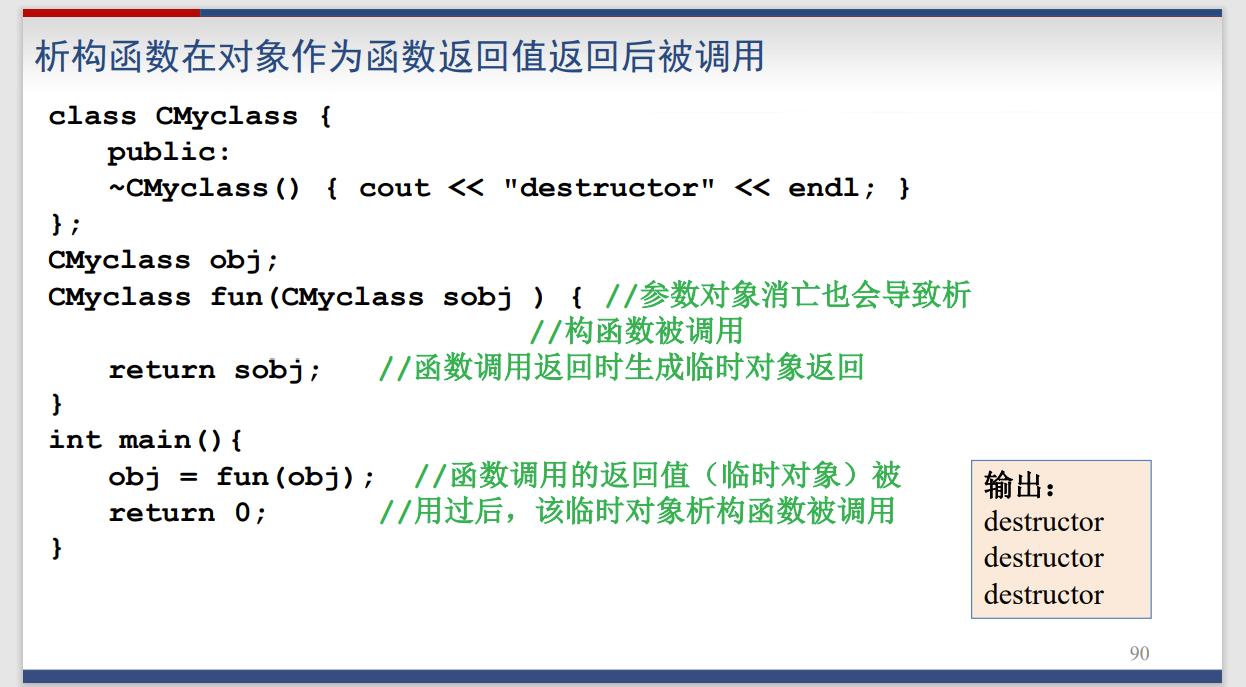 析构函数在对象作为函数返回值返回后被调用
class CMyclass {
public:
~CMyclass() { cout << "destructor" << endl; }
};
CMyclass obj;
CMyclass fun(CMyclass sobj ) { //参数对象消亡也会导致析
//构函数被调用
return sobj; //函数调用返回时生成临时对象返回
}
int main(){
obj = fun(obj); //函数调用的返回值（临时对象）被
return 0; //用过后，该临时对象析构函数被调用
}
输出：
destructor
destructor
destructor
90